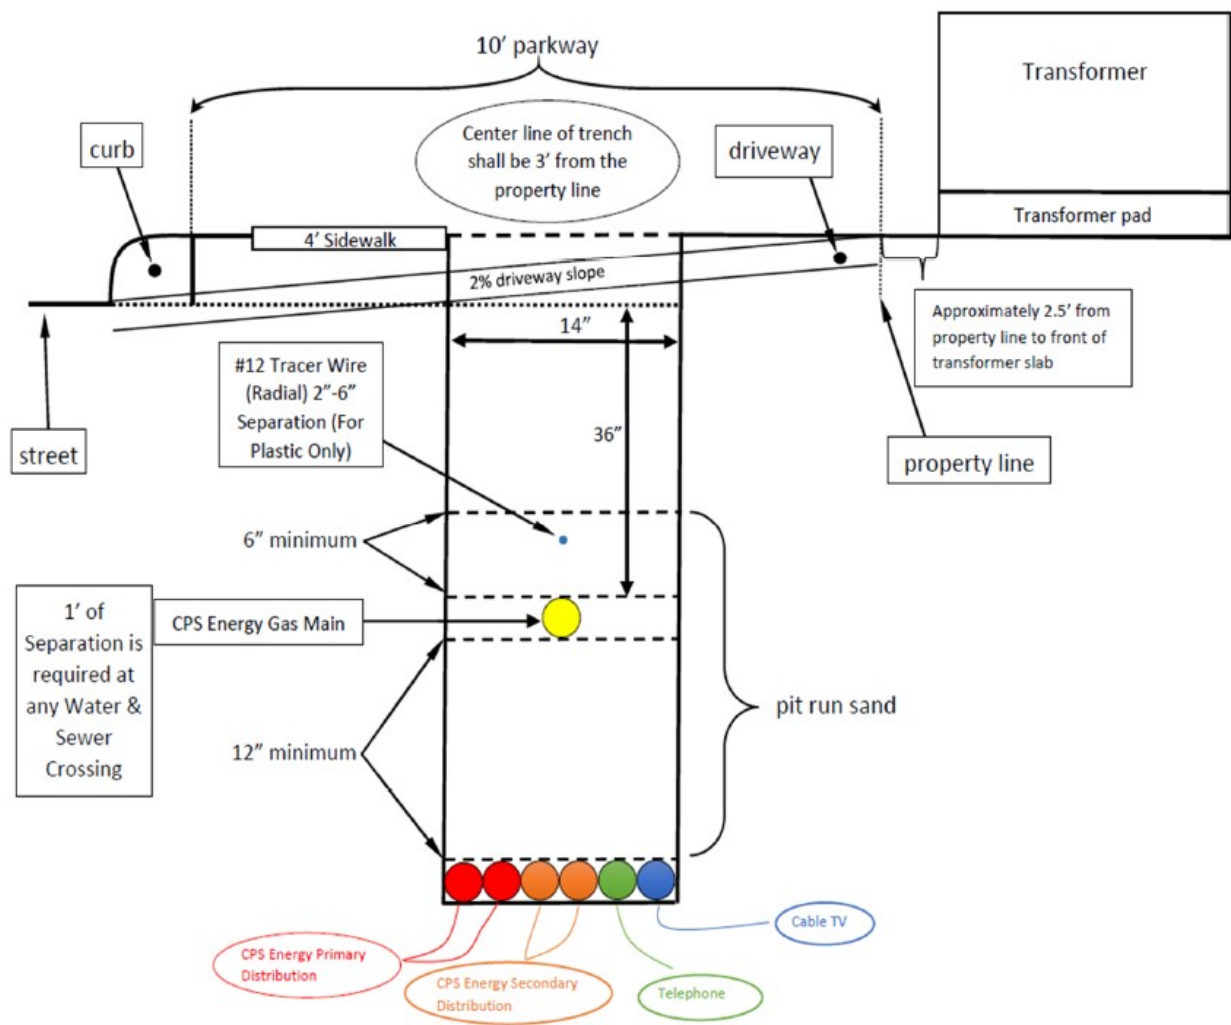 10′ parkway
Transformer
curb
Center line of trench
shall be 3′ from the
property line
driveway
Transformer pad
4′ Sidewalk
2% driveway slope
14″
Approximately 2.5′ from
property line to front of
transformer slab
#12 Tracer Wire
(Radial) 2″-6″
Separation (For
Plastic Only)
36″
street
property line
6″ minimum
1′ of
Separation is
required at
any Water &
Sewer
Crossing
CPS Energy Gas Main
pit run sand
12″ minimum
Cable TV
CPS Energy Primary
Distribution
CPS Energy Secondary
Distribution
Telephone